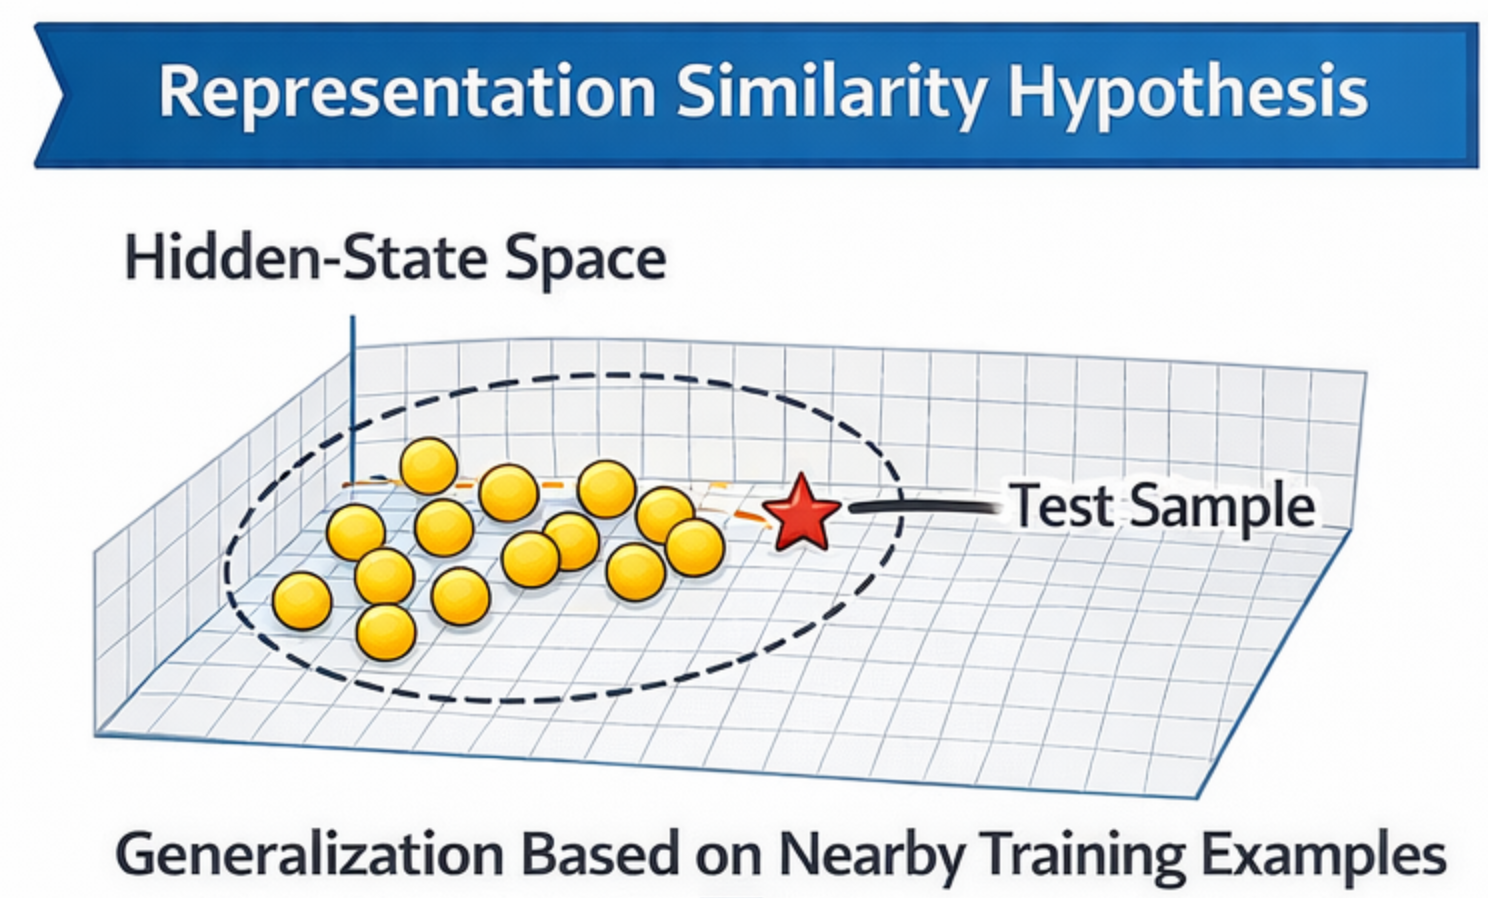 Representation Similarity Hypothesis
Hidden-State Space
Test Sample
Generalization Based on Nearby Training Examples